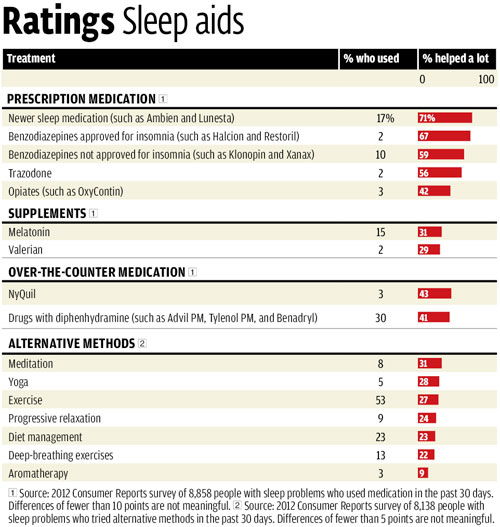 Ratings Sleep aids
Treatment % who used % helped a lot
0 100
PRESCRIPTION MEDICATION 1
Newer sleep medication (such as Ambien and Lunesta) 17% 71%
Benzodiazepines approved for insomnia (such as Halcion and Restoril) 2 67
Benzodiazepines not approved for insomnia (such as Klonopin and Xanax) 10 59
Trazodone 2 56
Opiates (such as OxyContin) 3 42
SUPPLEMENTS 1
Melatonin 15 31
Valerian 2 29
OVER-THE-COUNTER MEDICATION 1
NyQuil 3 43
Drugs with diphenhydramine (such as Advil PM, Tylenol PM, and Benadryl) 30 41
ALTERNATIVE METHODS 2
Meditation 8 31
Yoga 5 28
Exercise 53 27
Progressive relaxation 9 24
Diet management 23 23
Deep-breathing exercises 13 22
Aromatherapy 3 9
1 Source: 2012 Consumer Reports survey of 8,858 people with sleep problems who used medication in the past 30 days.
Differences of fewer than 10 points are not meaningful. 2 Source: 2012 Consumer Reports survey of 8,138 people with
sleep problems who tried alternative methods in the past 30 days. Differences of fewer than 5 points are not meaningful.